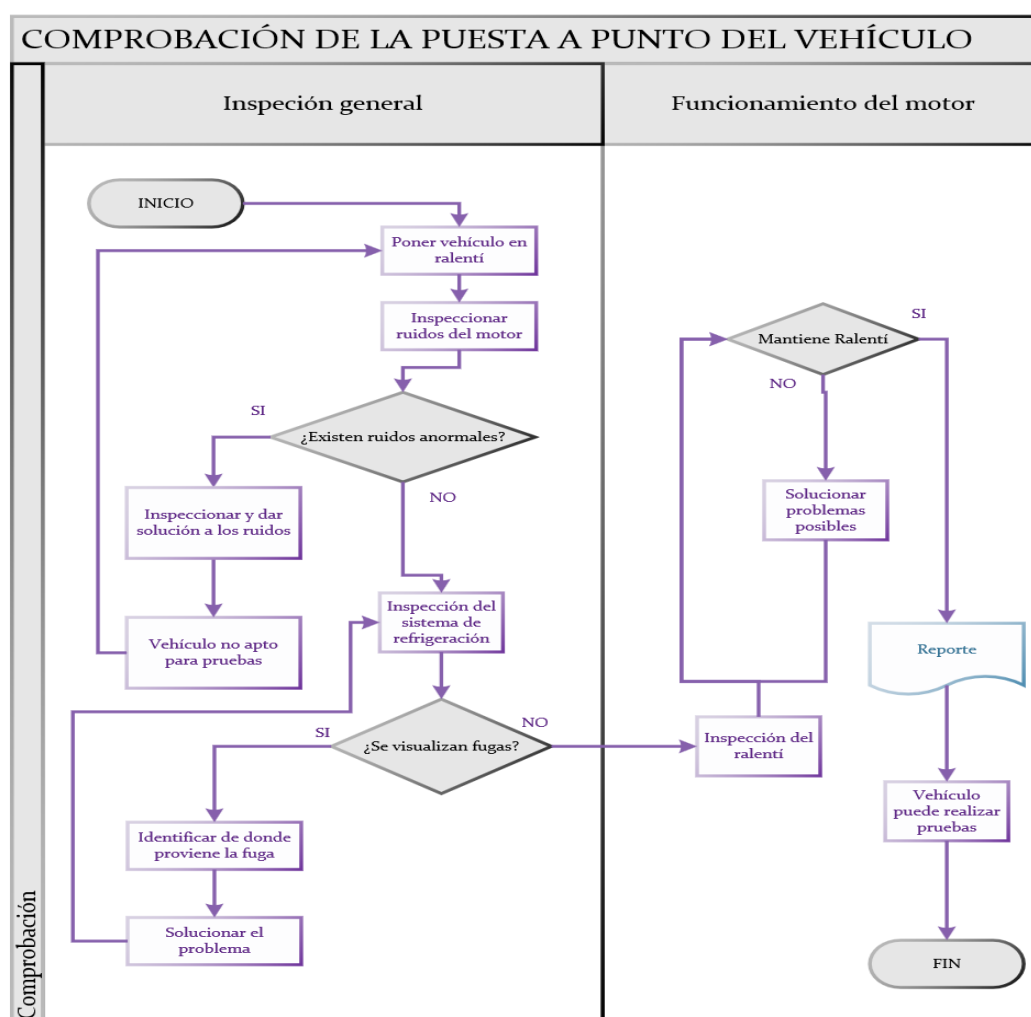 COMPROBACIÓN DE LA PUESTA A PUNTO DEL VEHÍCULO
Inspeción general
Funcionamiento del motor
Comprobación
INICIO
Poner vehículo en
ralentí
Inspeccionar
ruidos del motor
¿Existen ruidos anormales?
SI
NO
Inspeccionar y dar
solución a los ruidos
Vehículo no apto
para pruebas
Inspección del
sistema de
refrigeración
¿Se visualizan fugas?
SI
NO
Identificar de donde
proviene la fuga
Solucionar el
problema
Inspección del
ralentí
Mantiene Ralentí
SI
NO
Solucionar
problemas
posibles
Reporte
Vehículo
puede realizar
pruebas
FIN